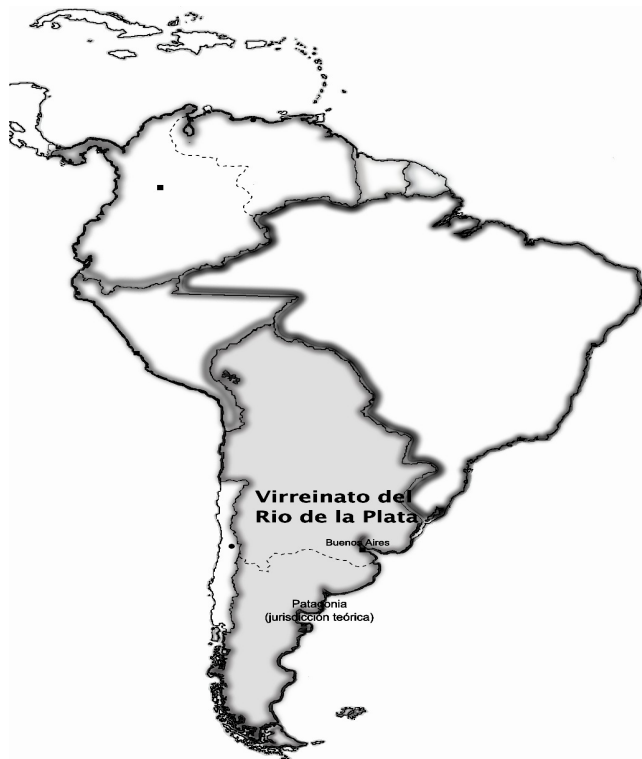 Virreinato del
Rio de la Plata
Buenos Aires
Patagonia
(jurisdicción teórica)